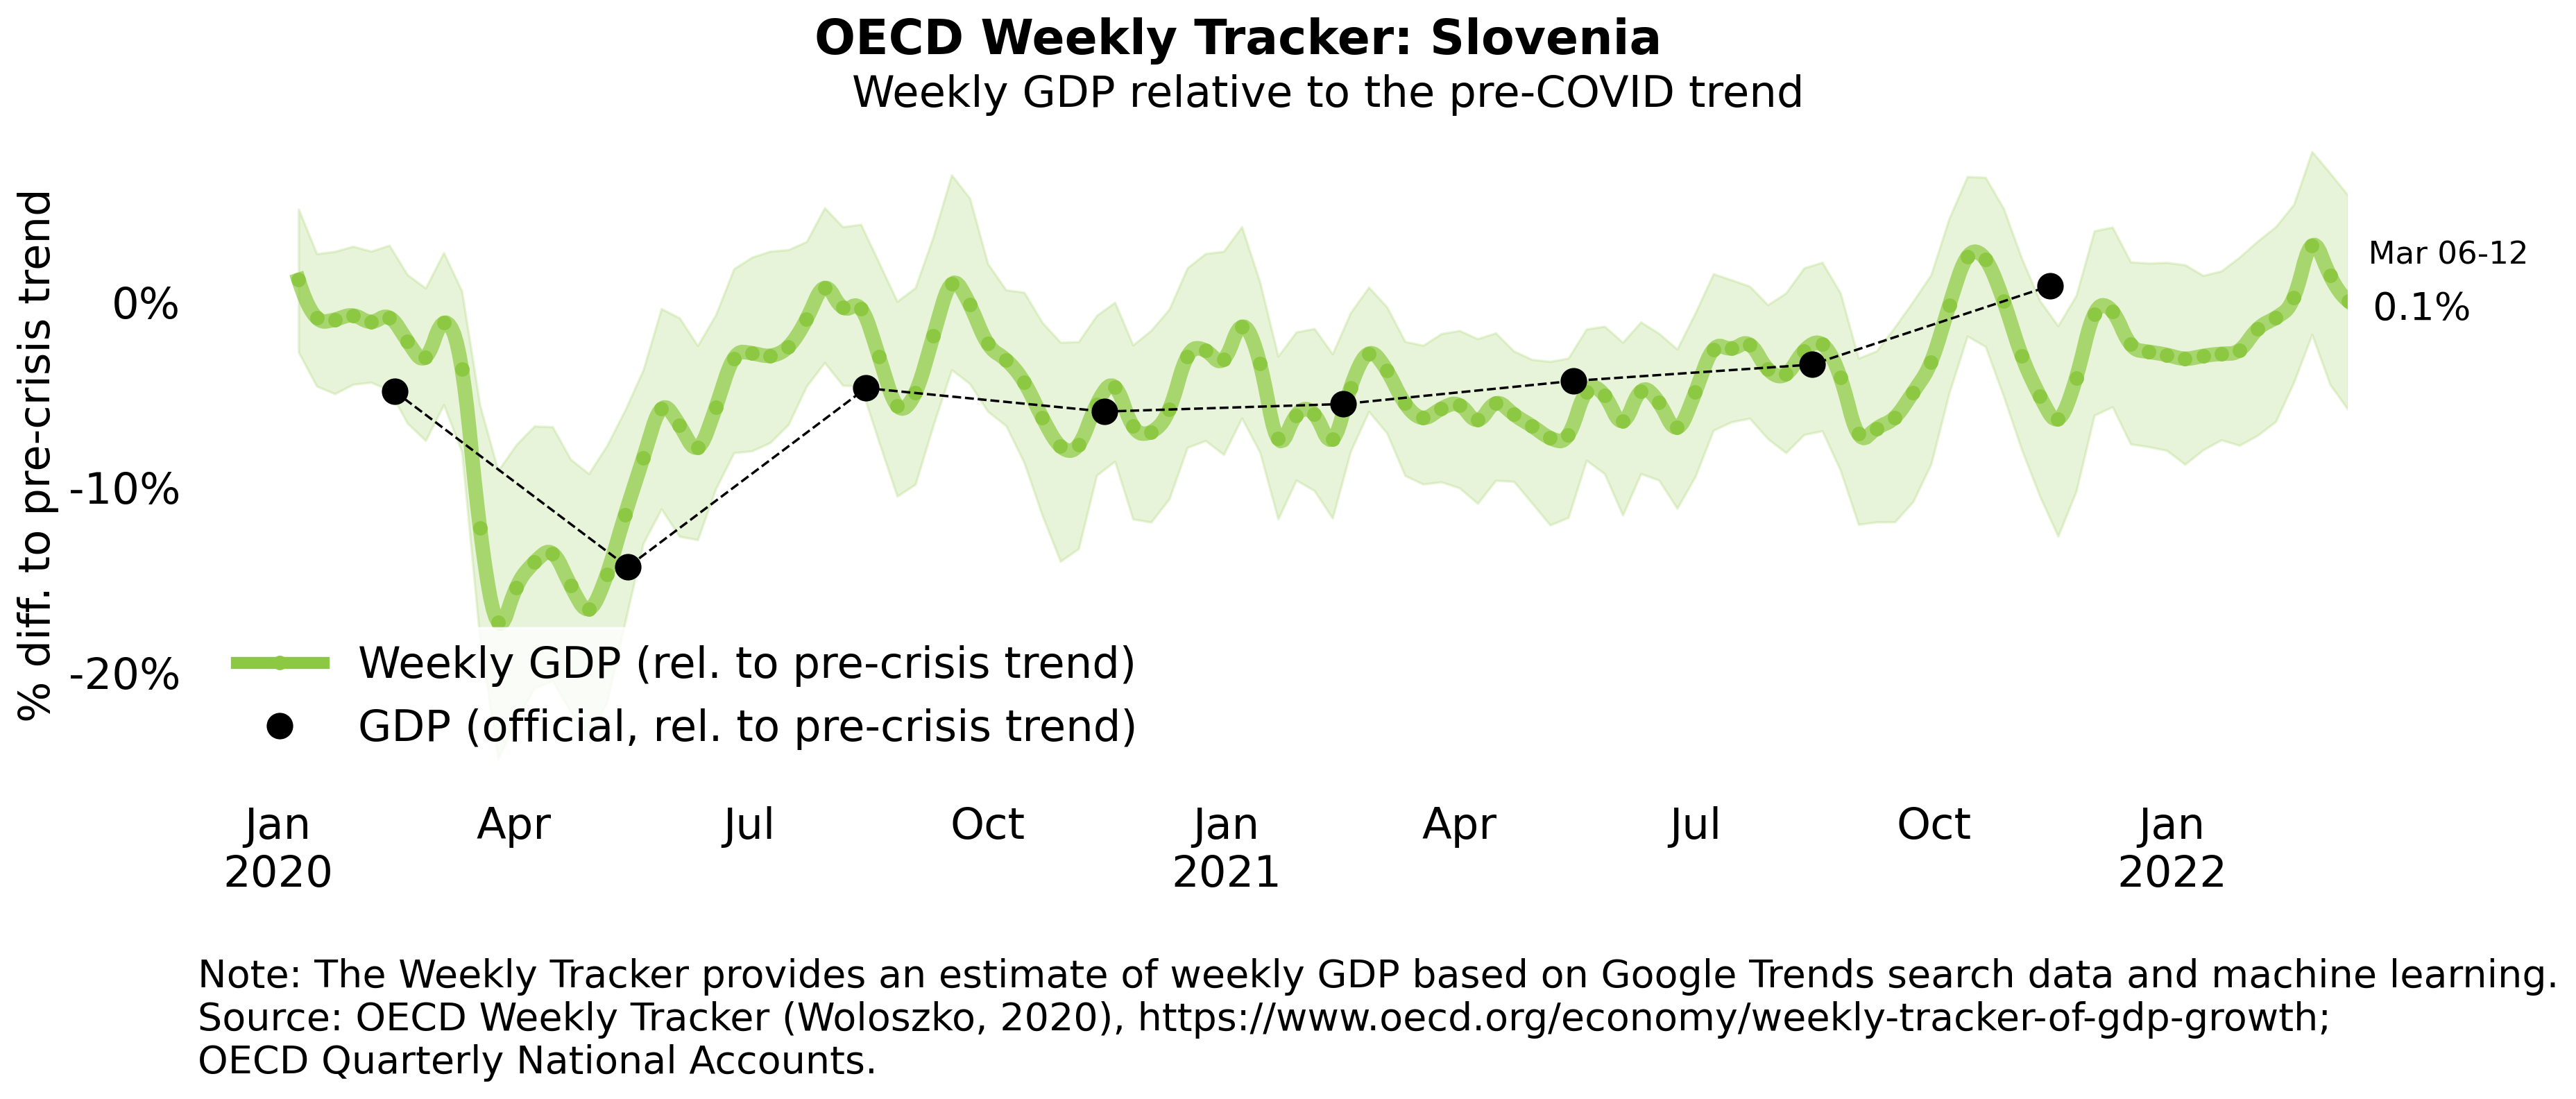 OECD Weekly Tracker: Slovenia
Weekly GDP relative to the pre-COVID trend
% diff. to pre-crisis trend
0%
-10%
-20%
Mar 06-12
0.1%
Weekly GDP (rel. to pre-crisis trend)
GDP (official, rel. to pre-crisis trend)
Jan Apr Jul Oct Jan Apr Jul Oct Jan
2020 2021 2022
Note: The Weekly Tracker provides an estimate of weekly GDP based on Google Trends search data and machine learning.
Source: OECD Weekly Tracker (Woloszko, 2020), https://www.oecd.org/economy/weekly-tracker-of-gdp-growth;
OECD Quarterly National Accounts.